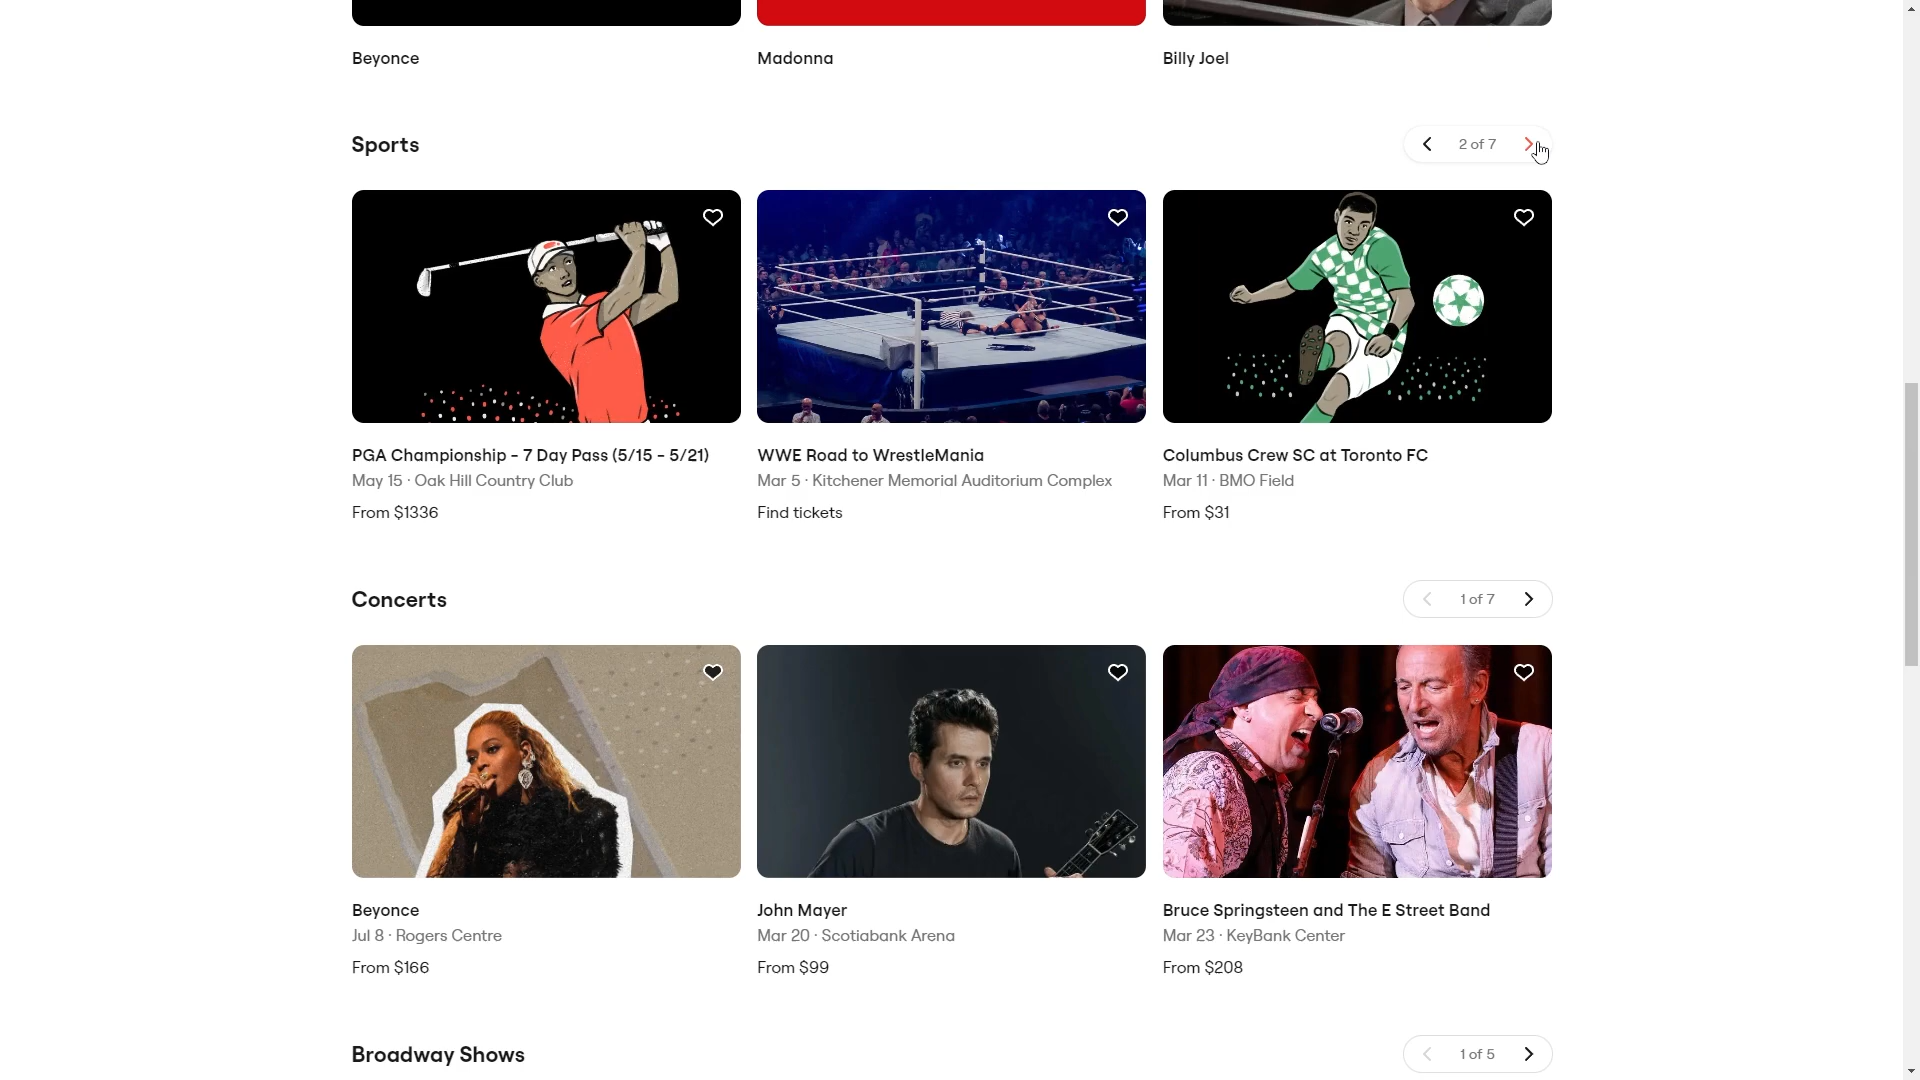 Beyonce
Madonna
Billy Joel
Sports
2 of 7
PGA Championship - 7 Day Pass (5/15 - 5/21)
May 15 · Oak Hill Country Club
From $1336
WWE Road to WrestleMania
Mar 5 · Kitchener Memorial Auditorium Complex
Find tickets
Columbus Crew SC at Toronto FC
Mar 11 · BMO Field
From $31
Concerts
1 of 7
Beyonce
Jul 8 · Rogers Centre
From $166
John Mayer
Mar 20 · Scotiabank Arena
From $99
Bruce Springsteen and The E Street Band
Mar 23 · KeyBank Center
From $208
Broadway Shows
1 of 5